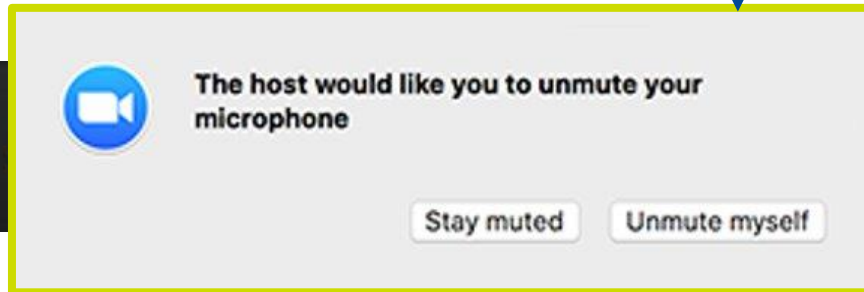 The host would like you to unmute your
microphone
Stay muted
Unmute myself